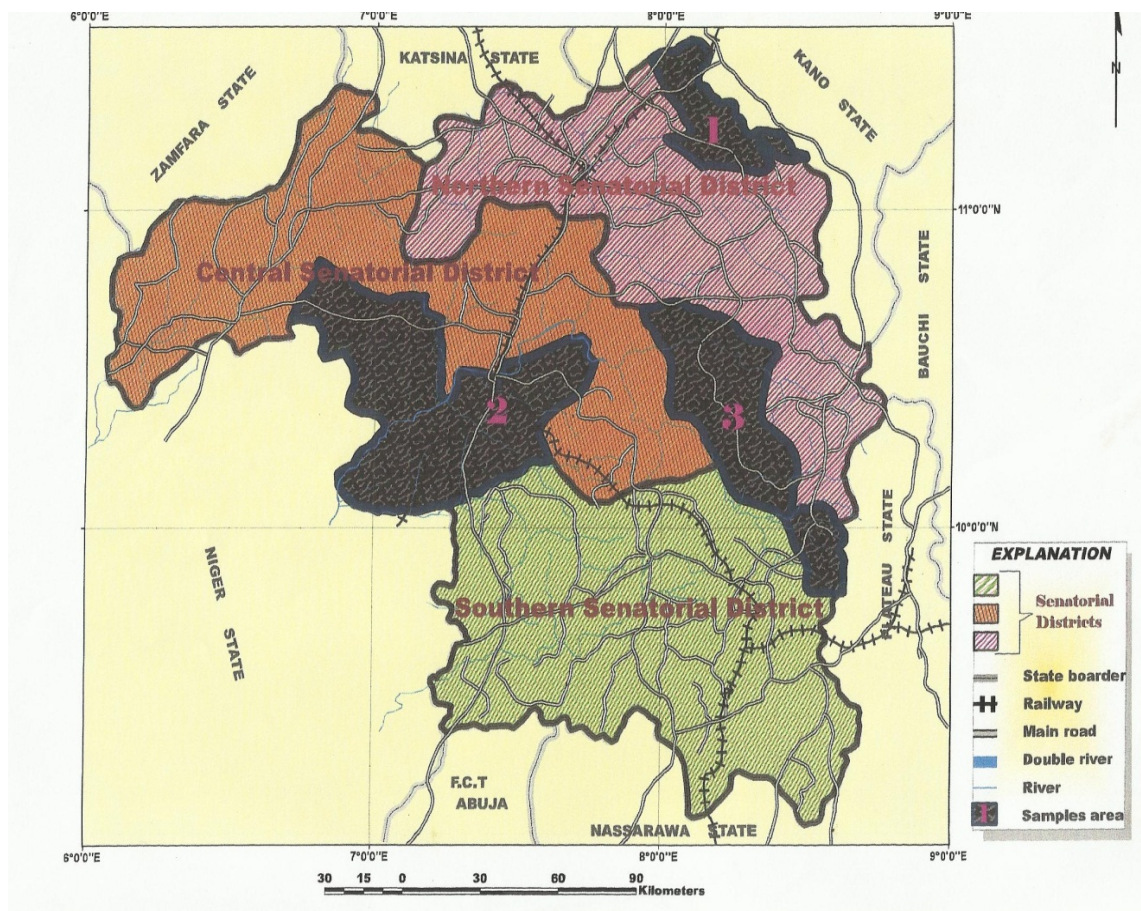 6°0'0"E 7°0'0"E 8°0'0"E 9°0'0"E
N
KATSINA STATE
KANO STATE
ZAMFARA STATE
1
Northern Senatorial District
11°0'0"N
Central Senatorial District
BAUCHI STATE
2
3
PLATEAU STATE
10°0'0"N
NIGER STATE
Southern Senatorial District
F.C.T
ABUJA
NASSARAWA STATE
6°0'0"E 7°0'0"E 8°0'0"E 9°0'0"E
30 15 0 30 60 90
Kilometers
EXPLANATION
Senatorial
Districts
State boarder
Railway
Main road
Double river
River
1 Samples area